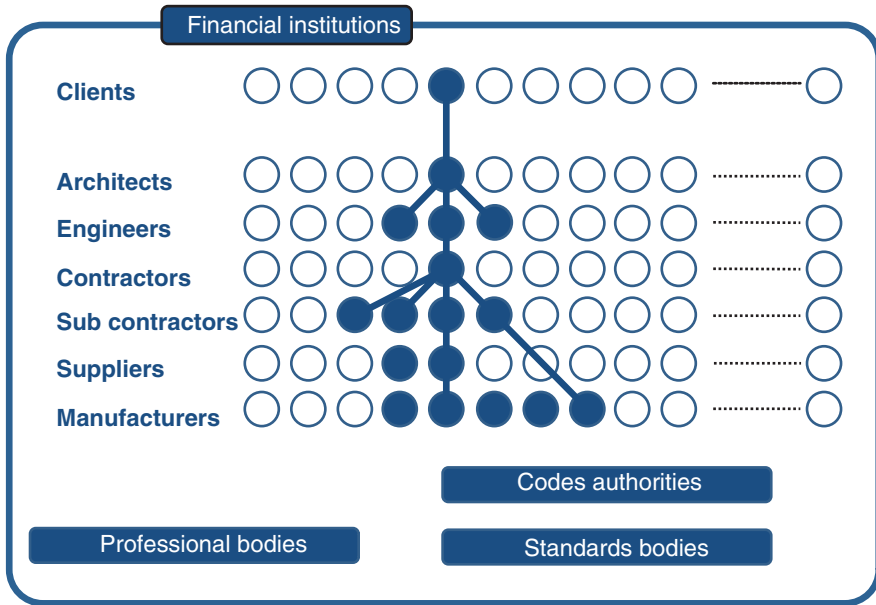 Financial institutions
Clients
Architects
Engineers
Contractors
Sub contractors
Suppliers
Manufacturers
Codes authorities
Professional bodies
Standards bodies